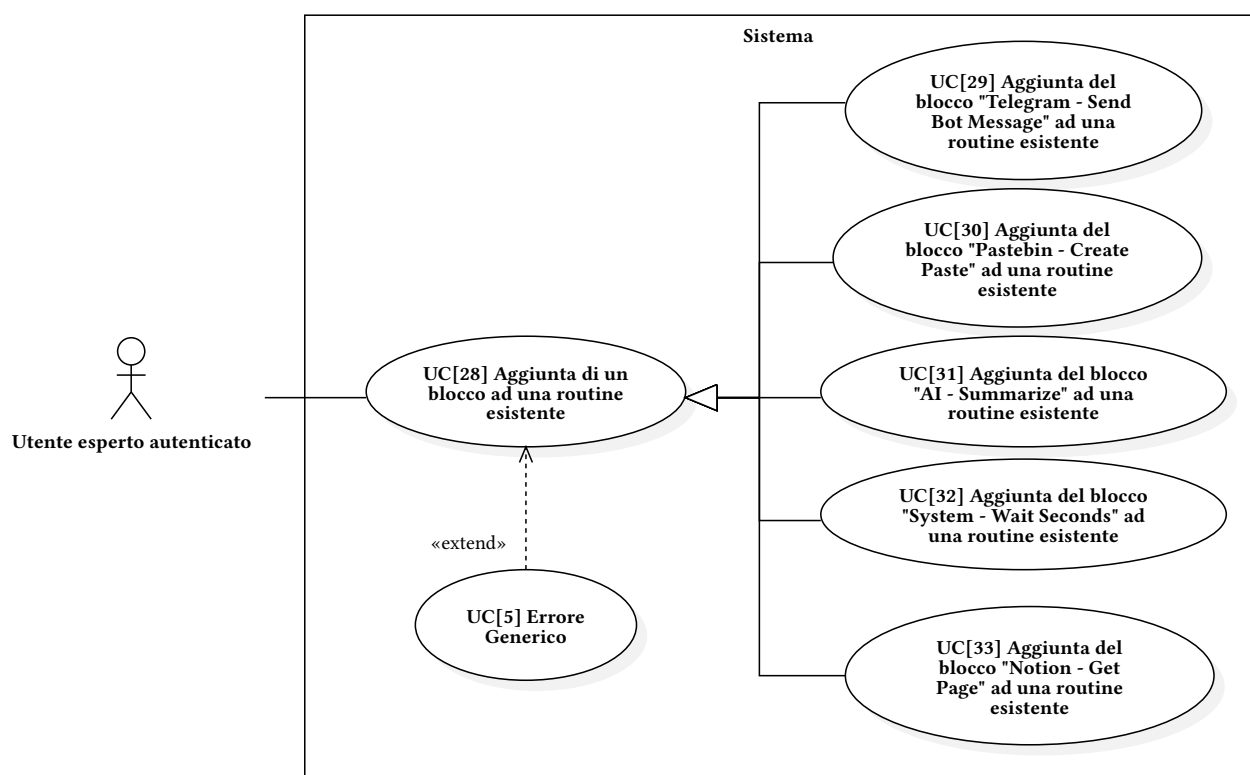 Sistema
UC[29] Aggiunta del
blocco "Telegram - Send
Bot Message" ad una
routine esistente
UC[30] Aggiunta del
blocco "Pastebin - Create
Paste" ad una routine
esistente
UC[28] Aggiunta di un
blocco ad una routine
esistente
UC[31] Aggiunta del blocco
"AI - Summarize" ad una
routine esistente
Utente esperto autenticato
UC[32] Aggiunta del blocco
"System - Wait Seconds" ad
una routine esistente
«extend»
UC[5] Errore
Generico
UC[33] Aggiunta del
blocco "Notion - Get
Page" ad una routine
esistente